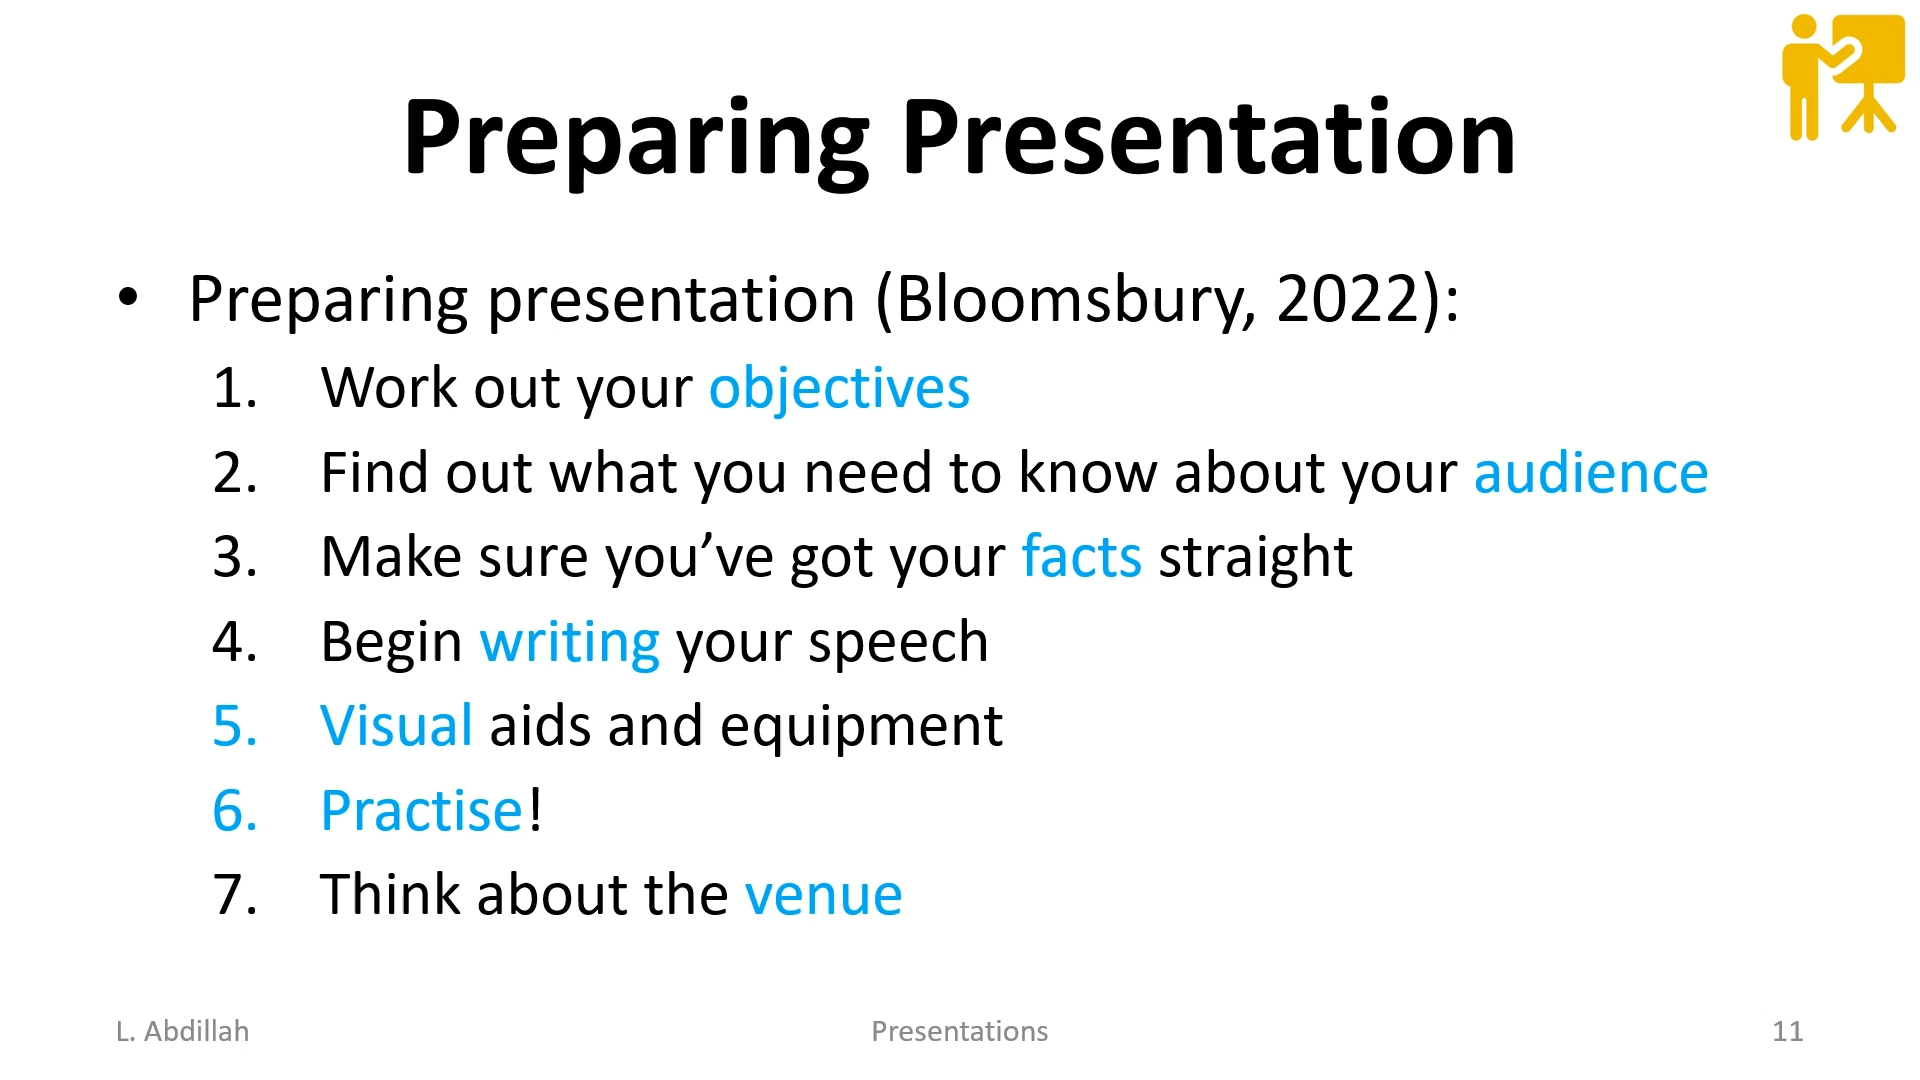 Preparing Presentation
• Preparing presentation (Bloomsbury, 2022):
1. Work out your objectives
2. Find out what you need to know about your audience
3. Make sure you’ve got your facts straight
4. Begin writing your speech
5. Visual aids and equipment
6. Practise!
7. Think about the venue
L. Abdillah
Presentations
11